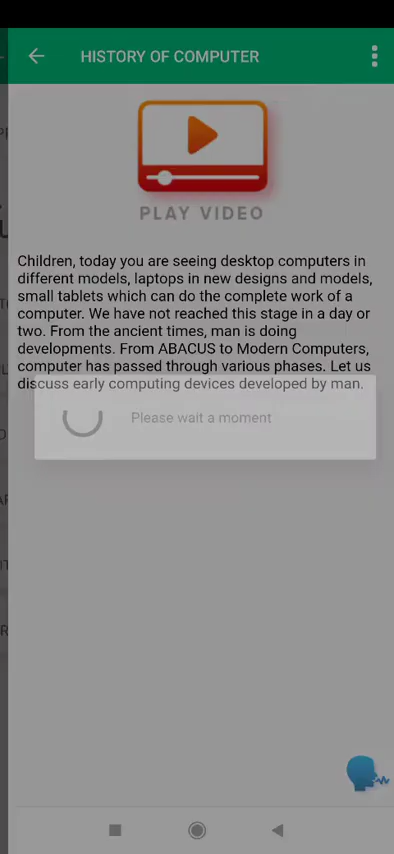 HISTORY OF COMPUTER
PLAY VIDEO
Children, today you are seeing desktop computers in
different models, laptops in new designs and models,
small tablets which can do the complete work of a
computer. We have not reached this stage in a day or
two. From the ancient times, man is doing
developments. From ABACUS to Modern Computers,
computer has passed through various phases. Let us
discuss early computing devices developed by man.
Please wait a moment